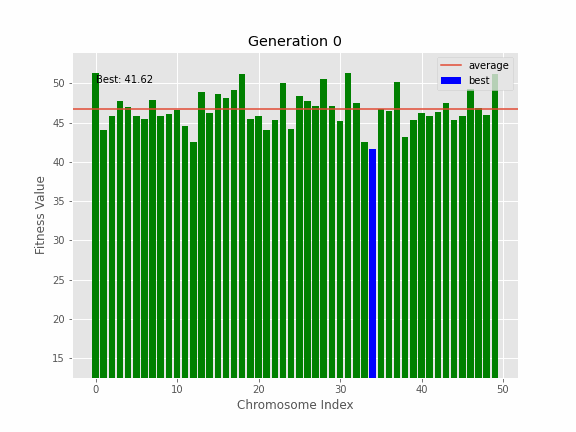 Generation 0
Best: 41.62
average
best
50
45
40
35
30
25
20
15
Fitness Value
0 10 20 30 40 50
Chromosome Index